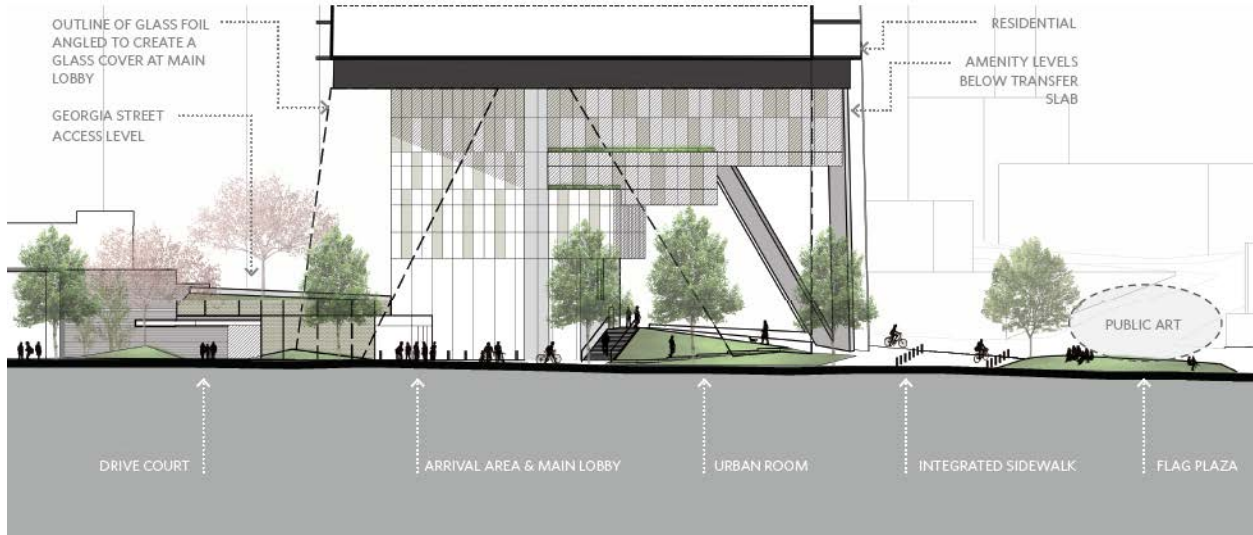 OUTLINE OF GLASS FOIL
ANGLED TO CREATE A
GLASS COVER AT MAIN
LOBBY
GEORGIA STREET
ACCESS LEVEL
RESIDENTIAL
AMENITY LEVELS
BELOW TRANSFER
SLAB
PUBLIC ART
DRIVE COURT
ARRIVAL AREA & MAIN LOBBY
URBAN ROOM
INTEGRATED SIDEWALK
FLAG PLAZA